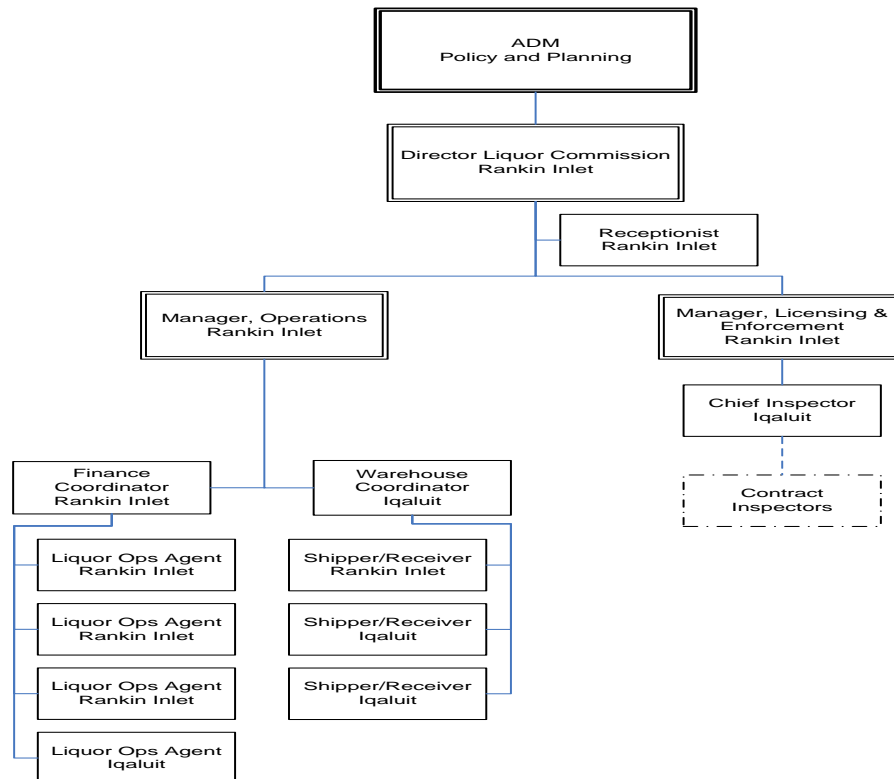 ADM
Policy and Planning
Director Liquor Commission
Rankin Inlet
Receptionist
Rankin Inlet
Manager, Operations
Rankin Inlet
Manager, Licensing &
Enforcement
Rankin Inlet
Chief Inspector
Iqaluit
Contract
Inspectors
Finance
Coordinator
Rankin Inlet
Warehouse
Coordinator
Iqaluit
Liquor Ops Agent
Rankin Inlet
Liquor Ops Agent
Rankin Inlet
Liquor Ops Agent
Rankin Inlet
Liquor Ops Agent
Iqaluit
Shipper/Receiver
Rankin Inlet
Shipper/Receiver
Iqaluit
Shipper/Receiver
Iqaluit